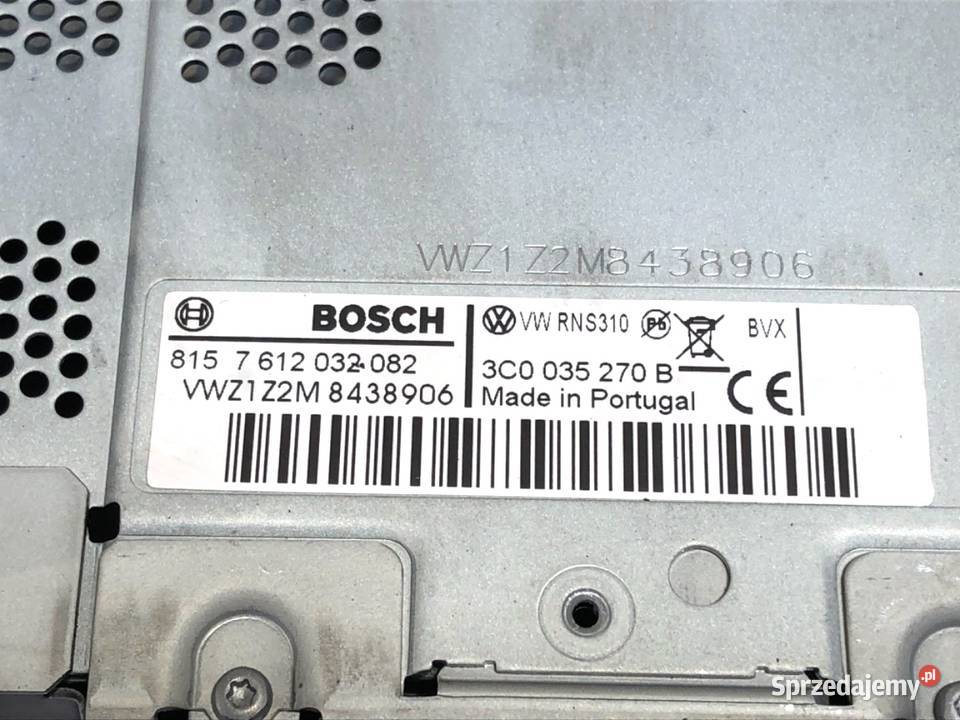 VWZ1Z2M8438906
BOSCH
815 7 612 032-082
VWZ1Z2M 8438906
VW RNS310
Pb
BVX
3C0 035 270 B
Made in Portugal
CE
Sprzedajemy.pl